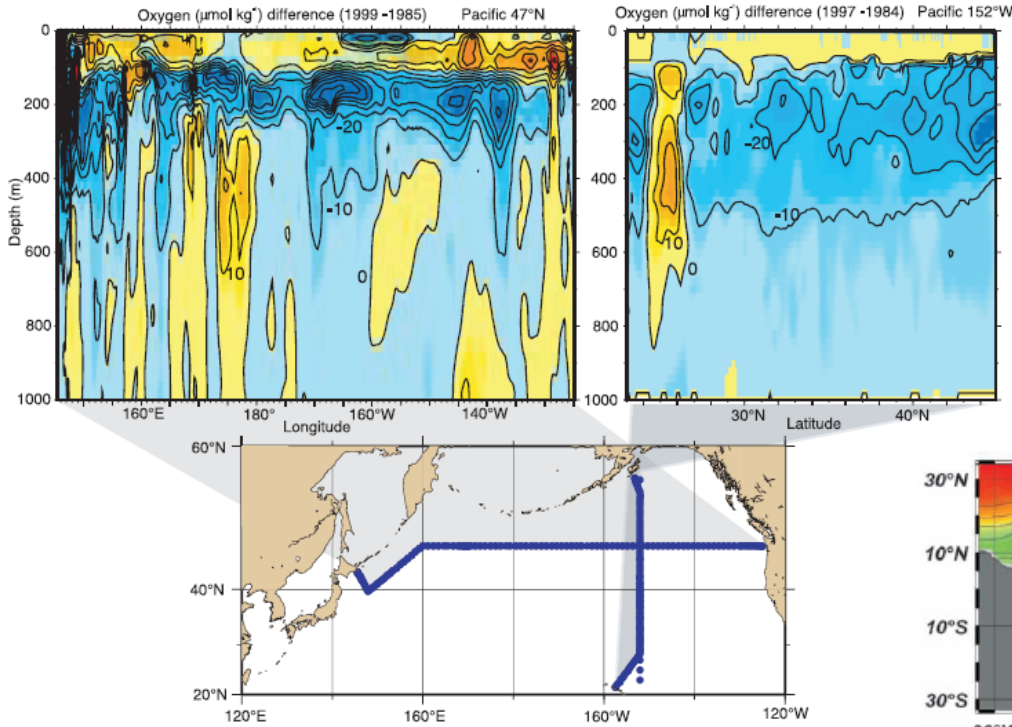 Oxygen (μmol kg⁻) difference (1999 -1985) Pacific 47°N
Oxygen (μmol kg⁻) difference (1997 -1984) Pacific 152°W
Depth (m)
0
200
400
600
800
1000
-20
-10
10
0
160°E 180° 160°W 140°W
Longitude
0
200
400
600
800
1000
-20
-10
10
0
30°N 40°N
Latitude
60°N
40°N
20°N
120°E 160°E 160°W 120°W
30°N
10°N
10°S
30°S